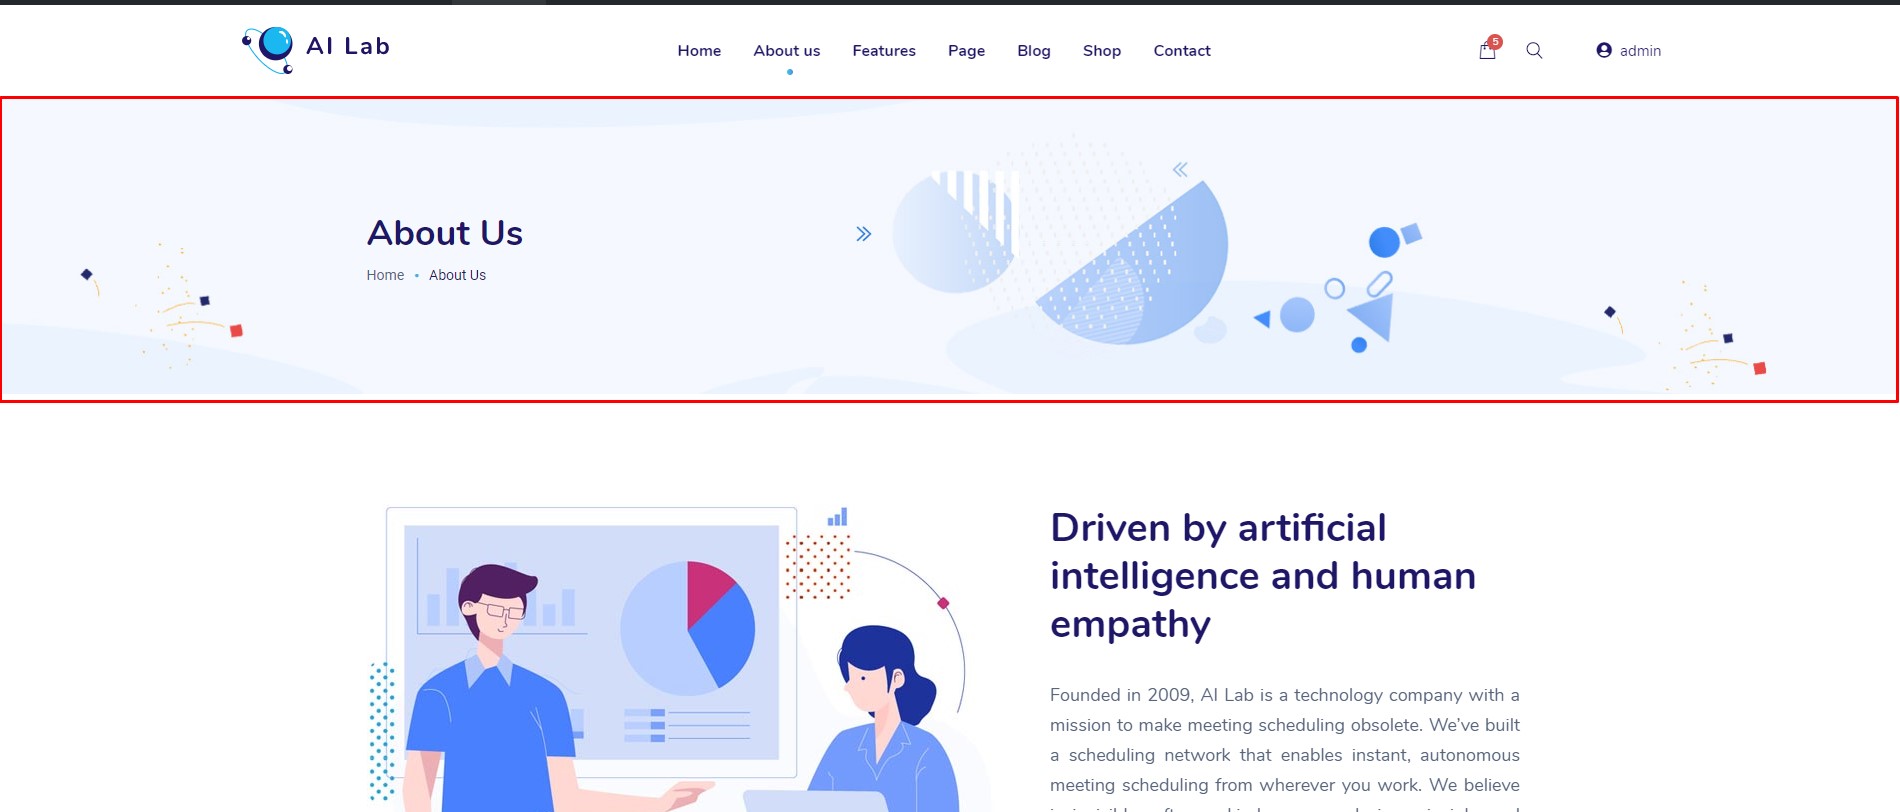 AI Lab
Home About us Features Page Blog Shop Contact
5
admin
About Us
Home About Us
Driven by artificial
intelligence and human
empathy
Founded in 2009, AI Lab is a technology company with a
mission to make meeting scheduling obsolete. We’ve built
a scheduling network that enables instant, autonomous
meeting scheduling from wherever you work. We believe